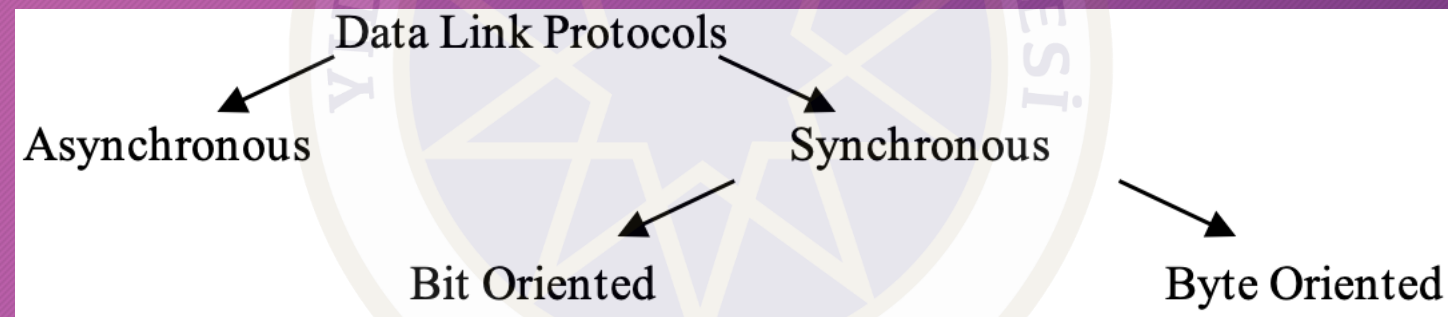 Data Link Protocols
Asynchronous
Synchronous
Bit Oriented
Byte Oriented